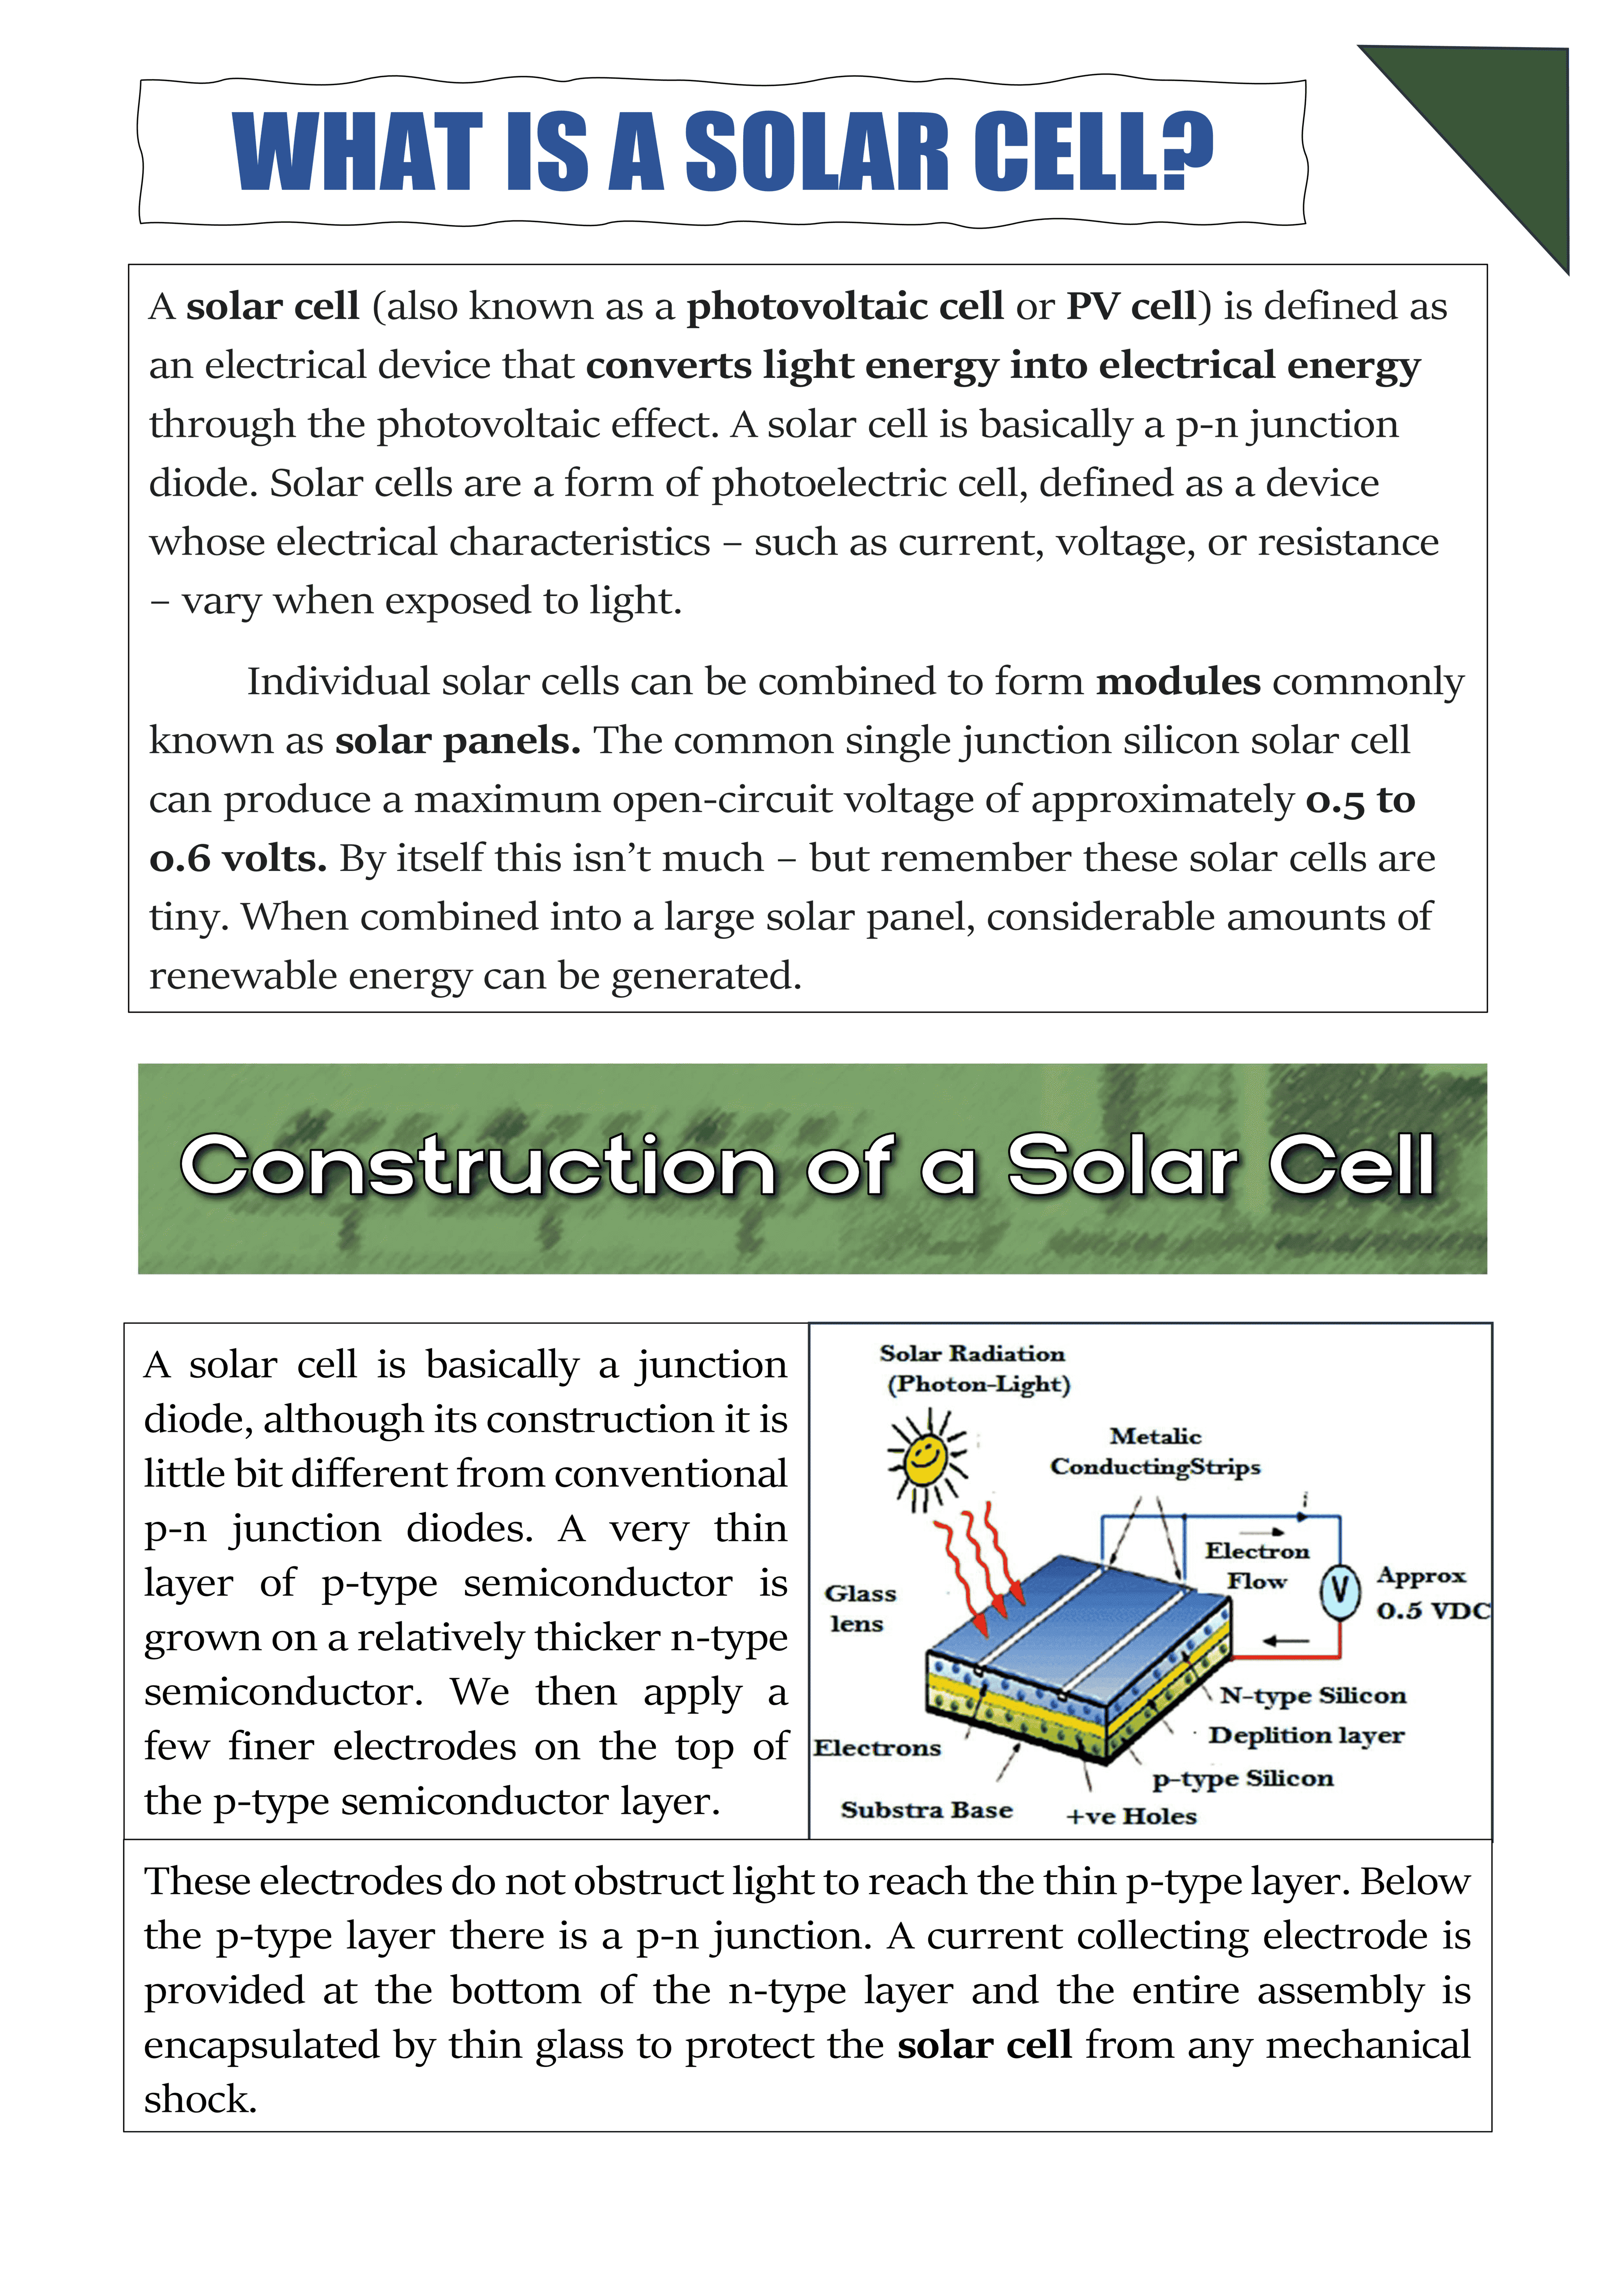 WHAT IS A SOLAR CELL?
A solar cell (also known as a photovoltaic cell or PV cell) is defined as
an electrical device that converts light energy into electrical energy
through the photovoltaic effect. A solar cell is basically a p-n junction
diode. Solar cells are a form of photoelectric cell, defined as a device
whose electrical characteristics – such as current, voltage, or resistance
– vary when exposed to light.
Individual solar cells can be combined to form modules commonly
known as solar panels. The common single junction silicon solar cell
can produce a maximum open-circuit voltage of approximately 0.5 to
0.6 volts. By itself this isn’t much – but remember these solar cells are
tiny. When combined into a large solar panel, considerable amounts of
renewable energy can be generated.
Construction of a Solar Cell
A solar cell is basically a junction
diode, although its construction it is
little bit different from conventional
p-n junction diodes. A very thin
layer of p-type semiconductor is
grown on a relatively thicker n-type
semiconductor. We then apply a
few finer electrodes on the top of
the p-type semiconductor layer.
Solar Radiation
(Photon-Light)
Metalic
ConductingStrips
i
Electron
Flow
V
Approx
0.5 VDC
Glass
lens
N-type Silicon
Deplition layer
Electrons
p-type Silicon
Substra Base
+ve Holes
These electrodes do not obstruct light to reach the thin p-type layer. Below
the p-type layer there is a p-n junction. A current collecting electrode is
provided at the bottom of the n-type layer and the entire assembly is
encapsulated by thin glass to protect the solar cell from any mechanical
shock.